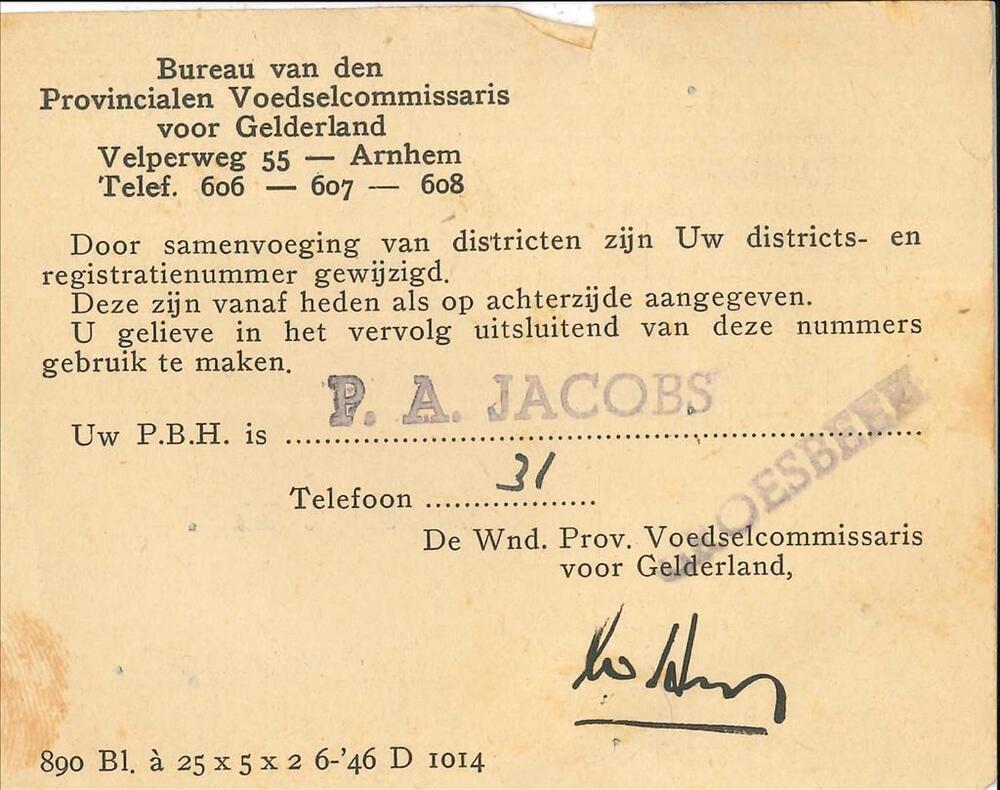 Bureau van den
Provincialen Voedselcommissaris
voor Gelderland
Velperweg 55 — Arnhem
Telef. 606 — 607 — 608
Door samenvoeging van districten zijn Uw districts- en
registratienummer gewijzigd.
Deze zijn vanaf heden als op achterzijde aangegeven.
U gelieve in het vervolg uitsluitend van deze nummers
gebruik te maken.
P. A. JACOBS
Uw P.B.H. is ..........
GROESBEEK
31
Telefoon ..........
De Wnd. Prov. Voedselcommissaris
voor Gelderland,
890 Bl. à 25 x 5 x 2 6-'46 D 1014